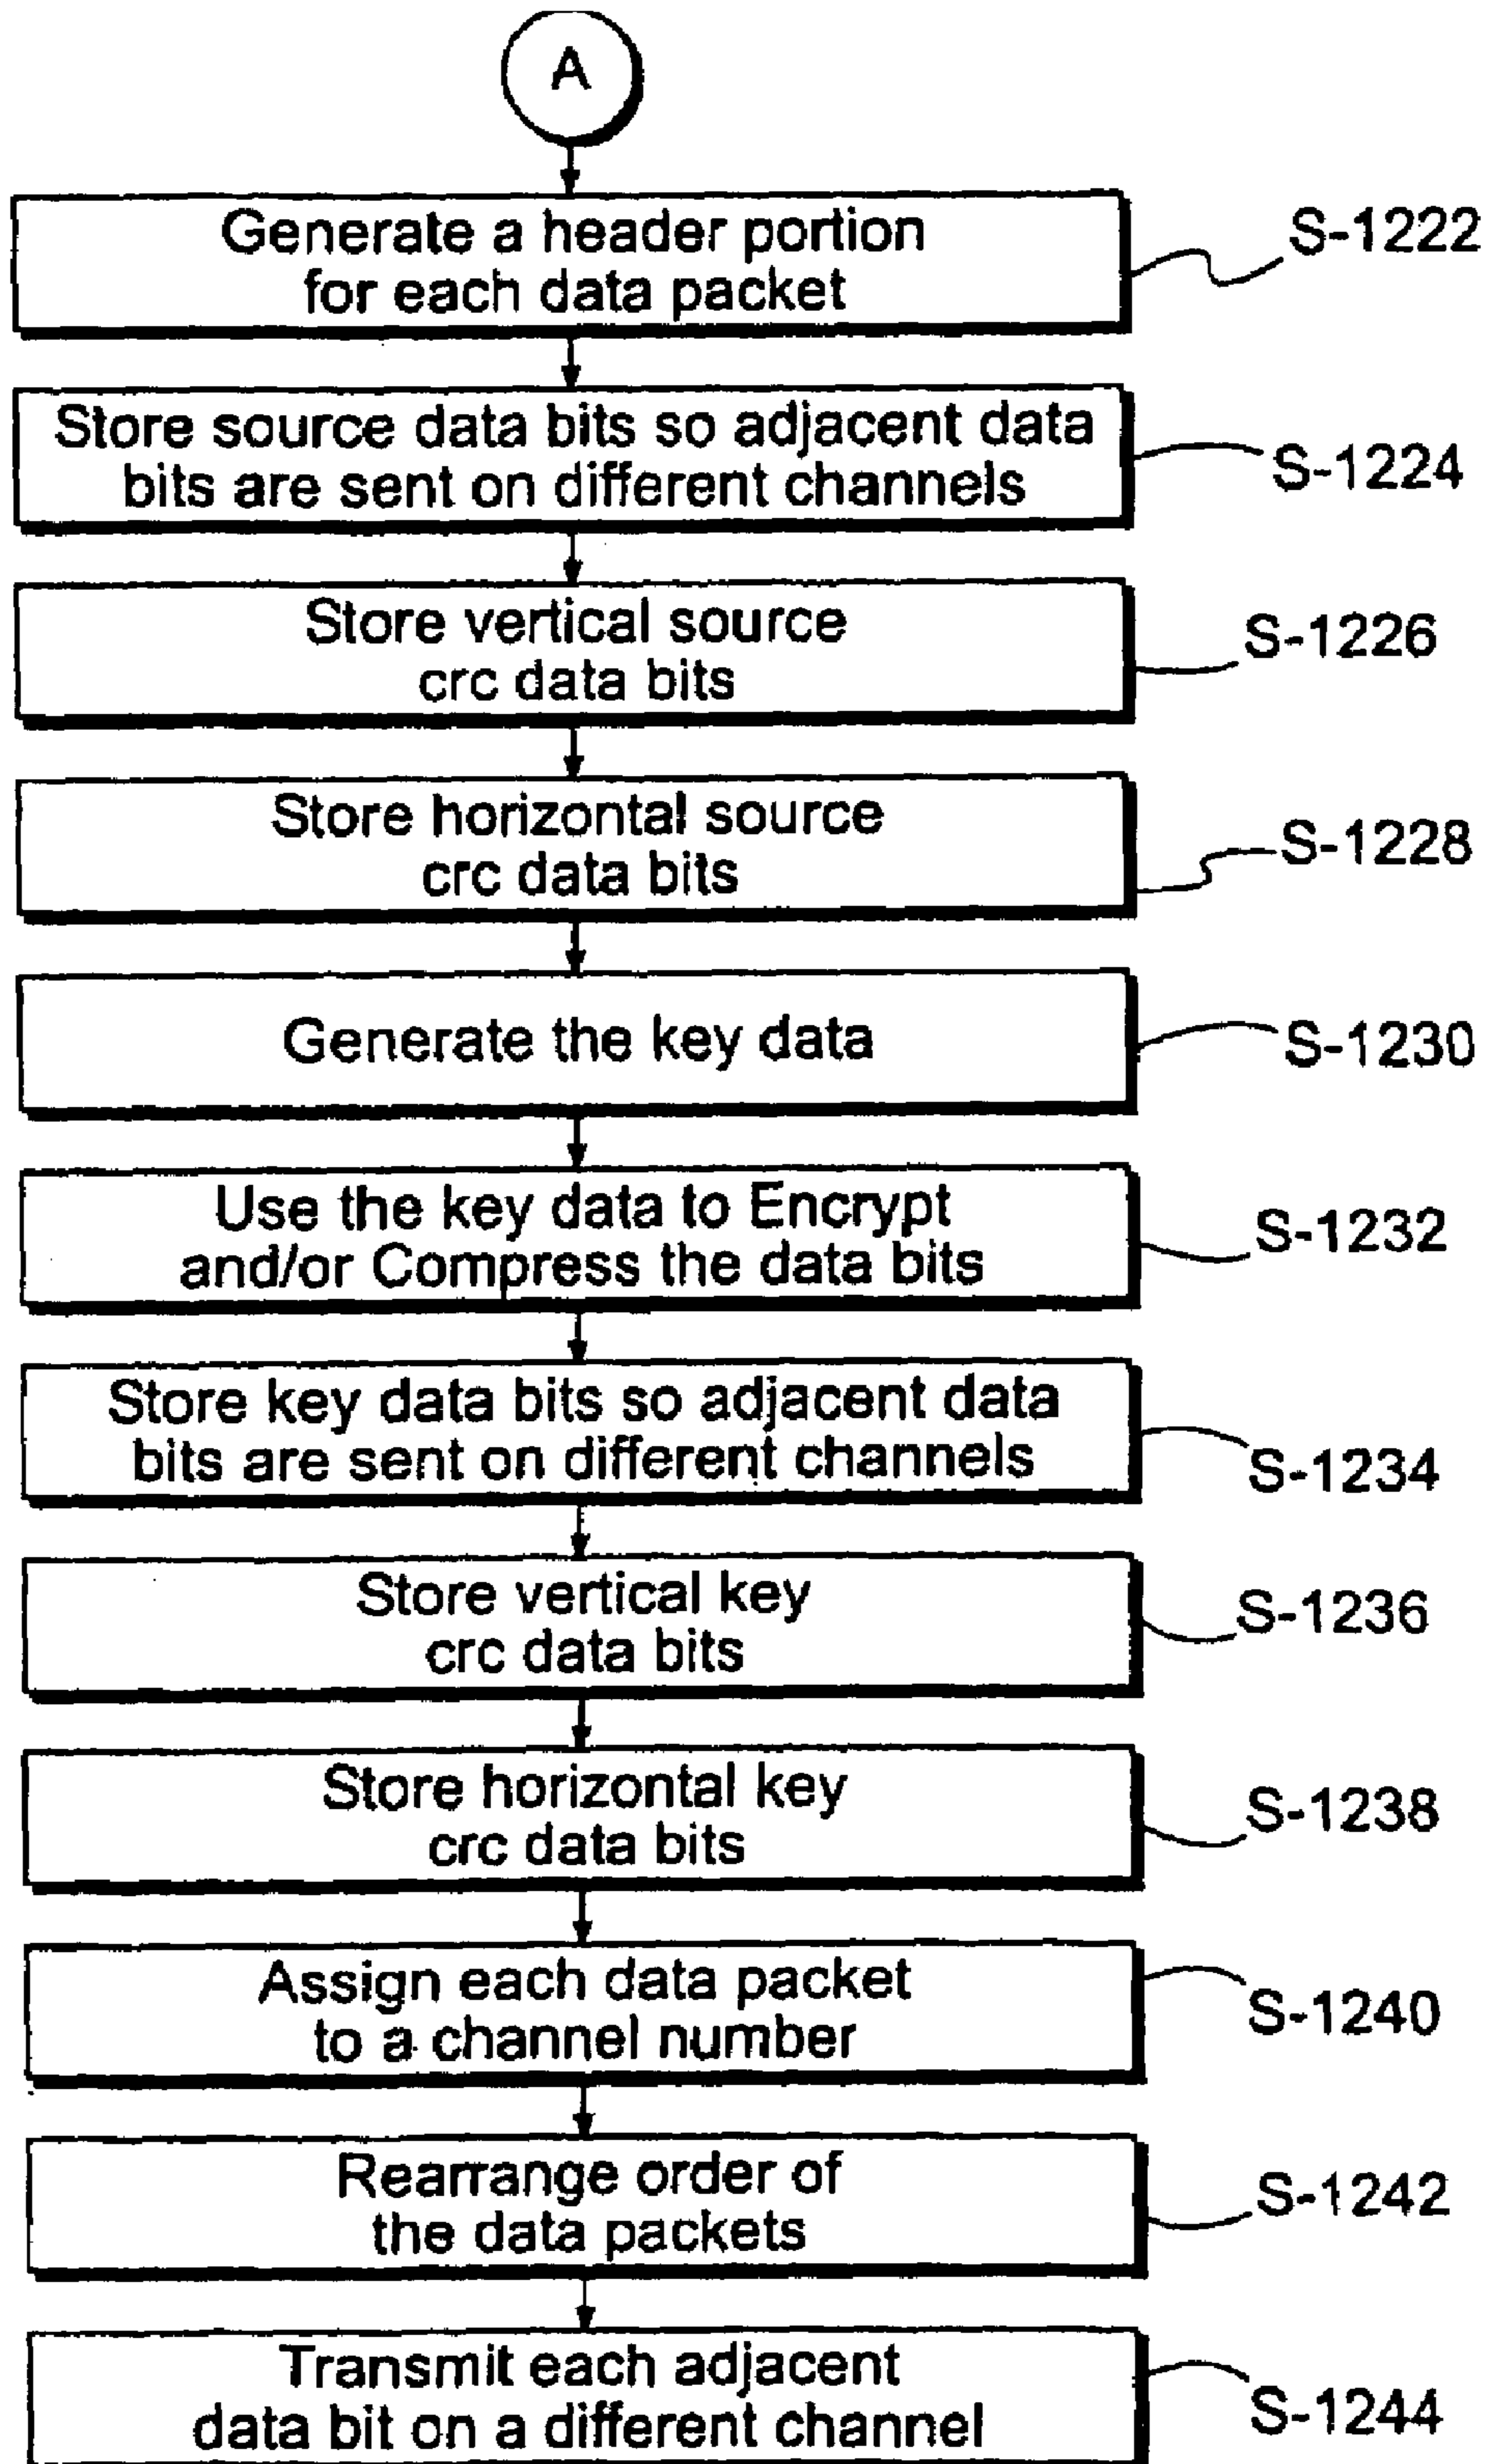 A
Generate a header portion
for each data packet
S-1222
Store source data bits so adjacent data
bits are sent on different channels
S-1224
Store vertical source
crc data bits
S-1226
Store horizontal source
crc data bits
S-1228
Generate the key data
S-1230
Use the key data to Encrypt
and/or Compress the data bits
S-1232
Store key data bits so adjacent data
bits are sent on different channels
S-1234
Store vertical key
crc data bits
S-1236
Store horizontal key
crc data bits
S-1238
Assign each data packet
to a channel number
S-1240
Rearrange order of
the data packets
S-1242
Transmit each adjacent
data bit on a different channel
S-1244